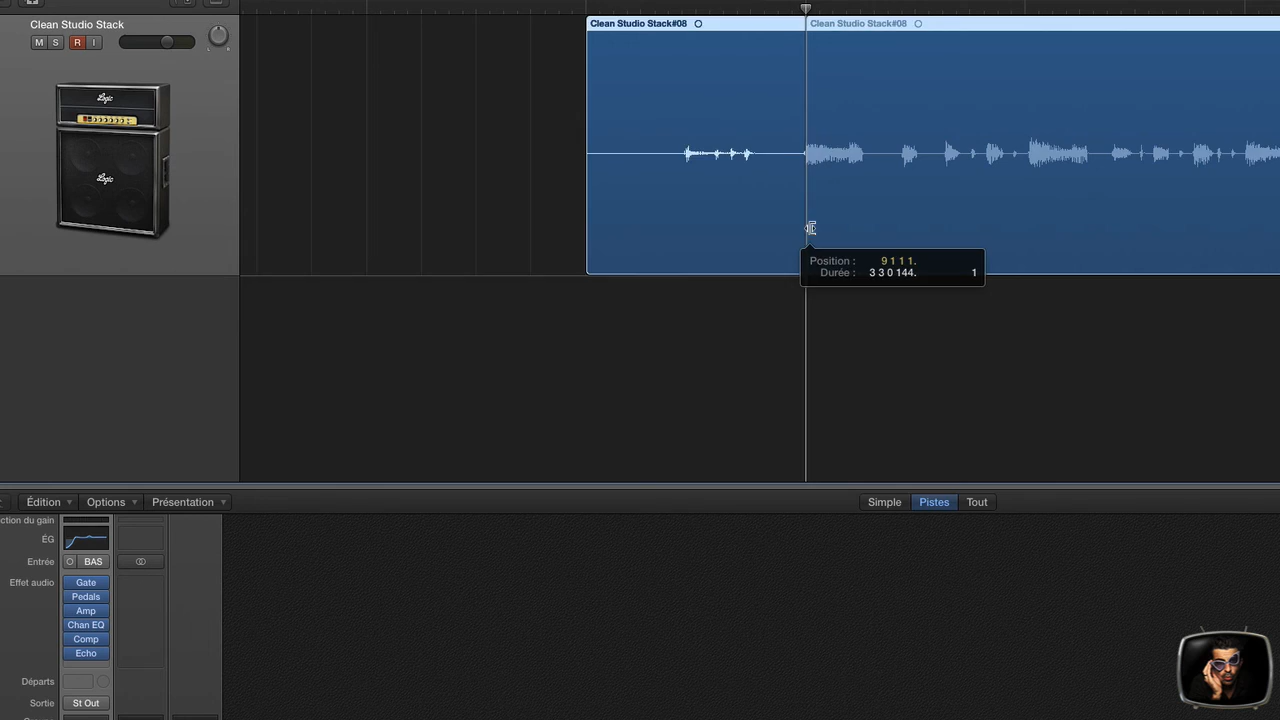 Clean Studio Stack
M S R I
L R
Logic
Logic
Clean Studio Stack#08
Clean Studio Stack#08
Position : 9 1 1 1.
Durée : 3 3 0 144. 1
Édition Options Présentation
Simple Pistes Tout
ction du gain
ÉG
Entrée BAS
Effet audio Gate
Pedals
Amp
Chan EQ
Comp
Echo
Départs
Sortie St Out